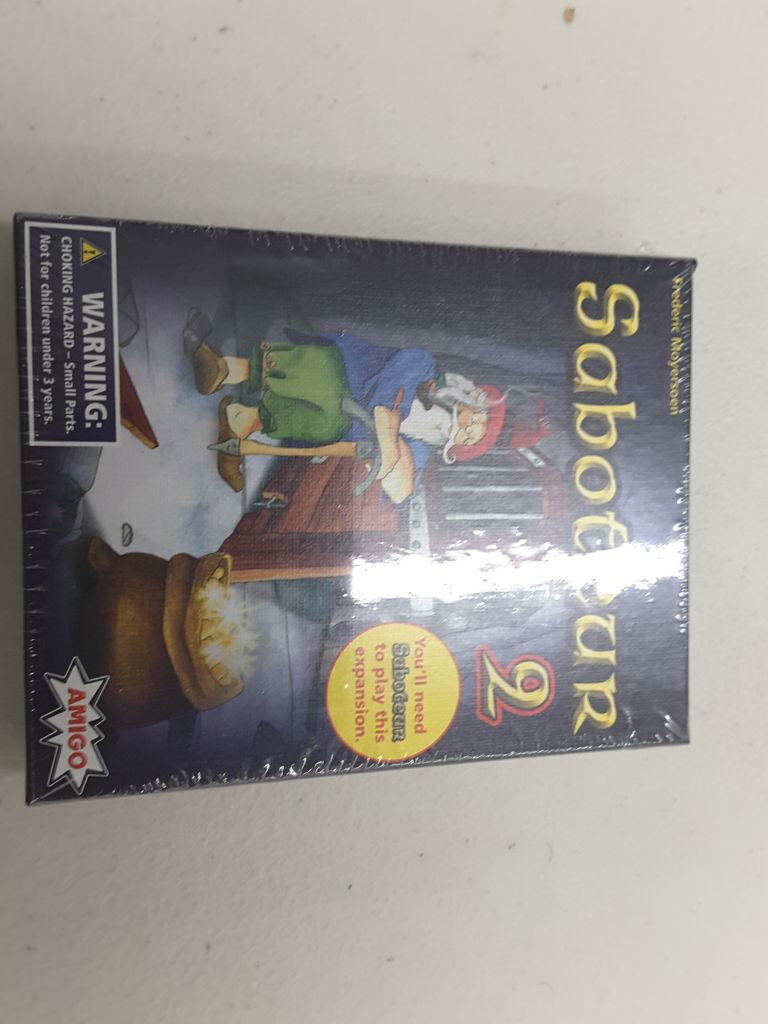 Frederic Moyersoen
Saboteur
2
You'll need
Saboteur
to play this
expansion.
WARNING:
CHOKING HAZARD – Small Parts.
Not for children under 3 years.
AMIGO